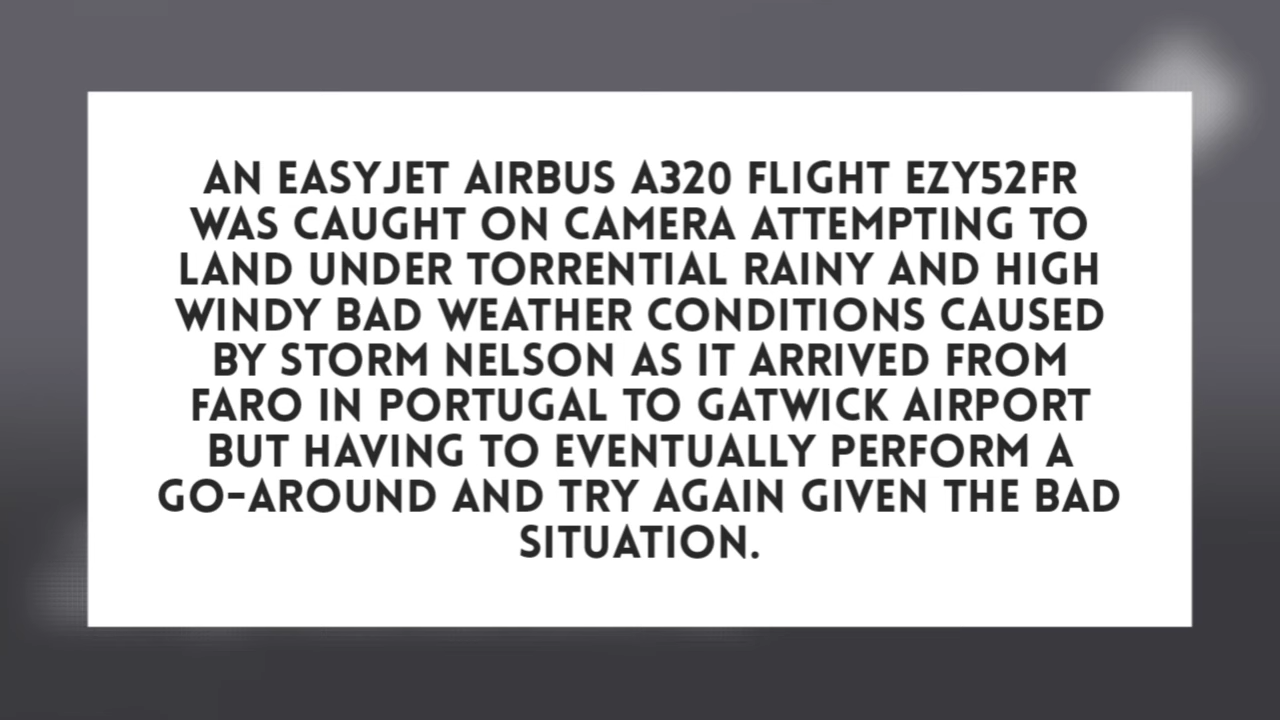 AN EASYJET AIRBUS A320 FLIGHT EZY52FR
WAS CAUGHT ON CAMERA ATTEMPTING TO
LAND UNDER TORRENTIAL RAINY AND HIGH
WINDY BAD WEATHER CONDITIONS CAUSED
BY STORM NELSON AS IT ARRIVED FROM
FARO IN PORTUGAL TO GATWICK AIRPORT
BUT HAVING TO EVENTUALLY PERFORM A
GO-AROUND AND TRY AGAIN GIVEN THE BAD
SITUATION.